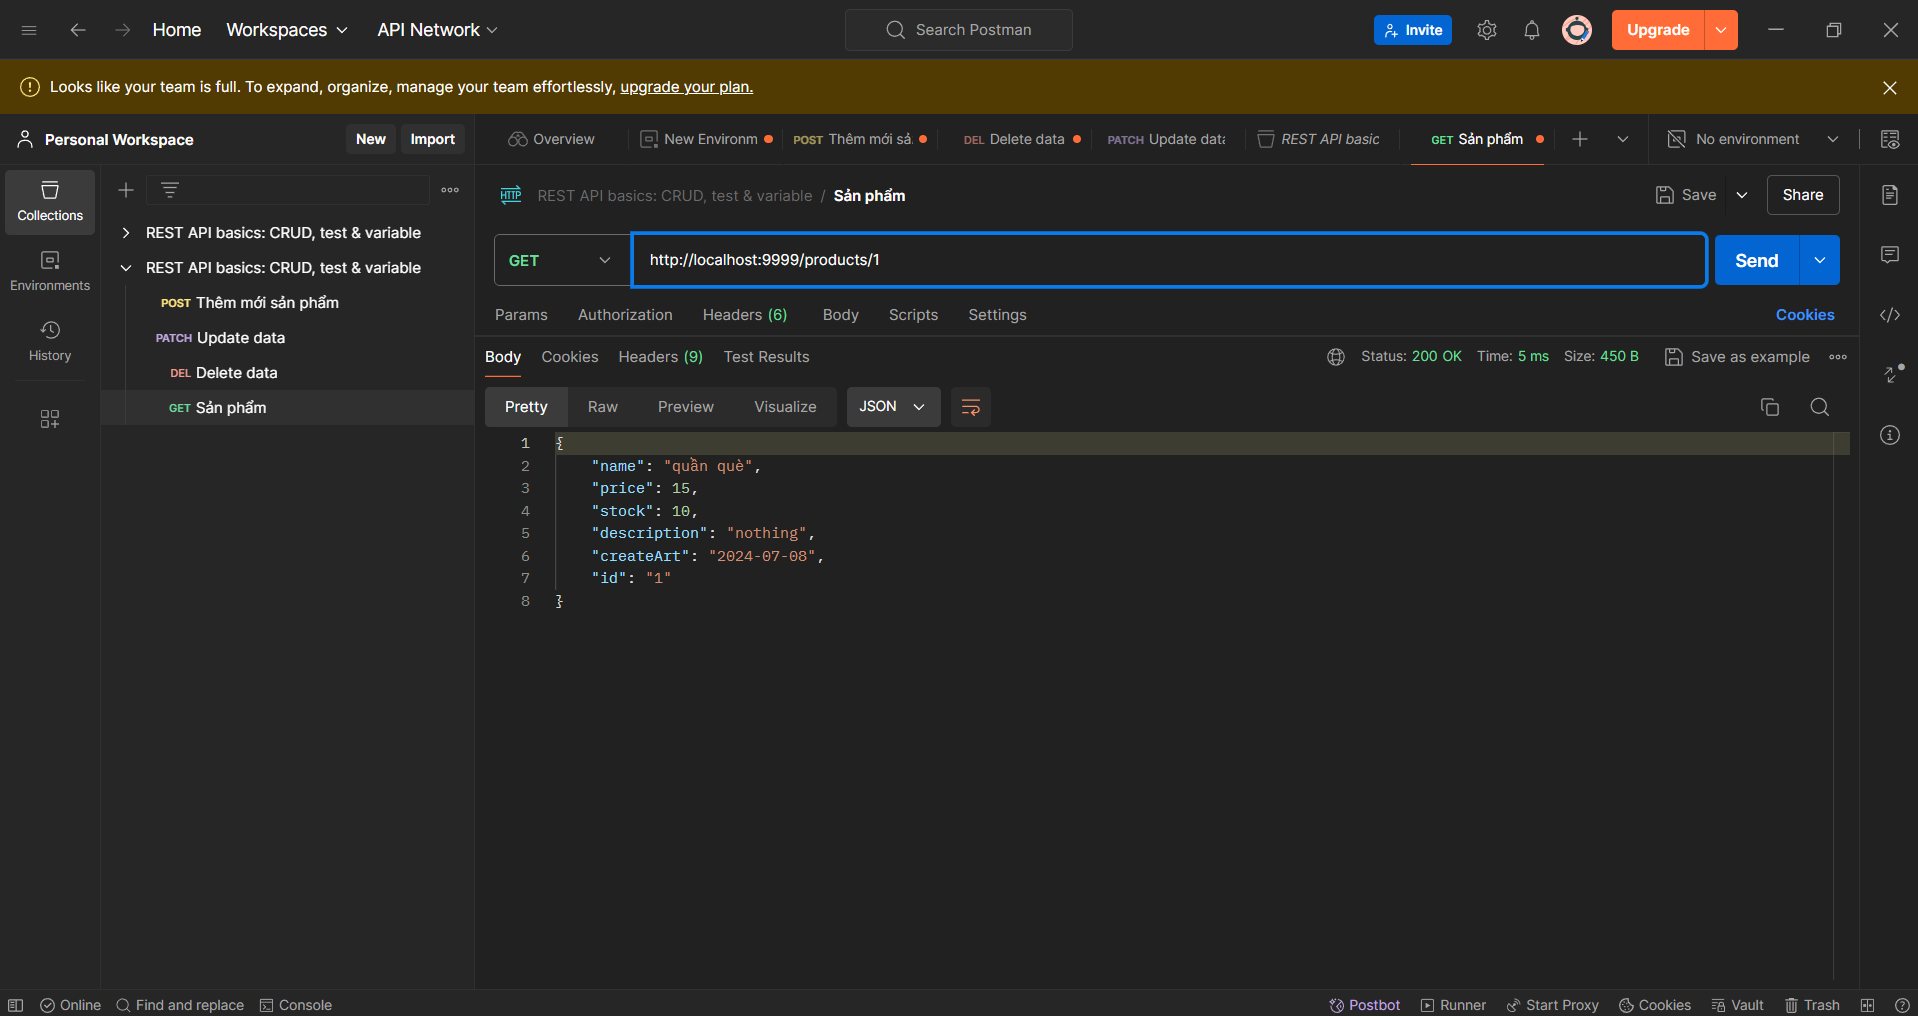 Home Workspaces API Network Search Postman Invite Upgrade
Looks like your team is full. To expand, organize, manage your team effortlessly, upgrade your plan.
Personal Workspace New Import
Overview New Environm POST Thêm mới sả. DEL Delete data PATCH Update data REST API basic GET Sản phẩm No environment
Collections
Environments
History
REST API basics: CRUD, test & variable
REST API basics: CRUD, test & variable
POST Thêm mới sản phẩm
PATCH Update data
DEL Delete data
GET Sản phẩm
HTTP REST API basics: CRUD, test & variable / Sản phẩm Save Share
GET http://localhost:9999/products/1 Send
Params Authorization Headers (6) Body Scripts Settings Cookies
Body Cookies Headers (9) Test Results Status: 200 OK Time: 5 ms Size: 450 B Save as example
Pretty Raw Preview Visualize JSON
1 {
2 "name": "quần què",
3 "price": 15,
4 "stock": 10,
5 "description": "nothing",
6 "createArt": "2024-07-08",
7 "id": "1"
8 }
Online Find and replace Console Postbot Runner Start Proxy Cookies Vault Trash